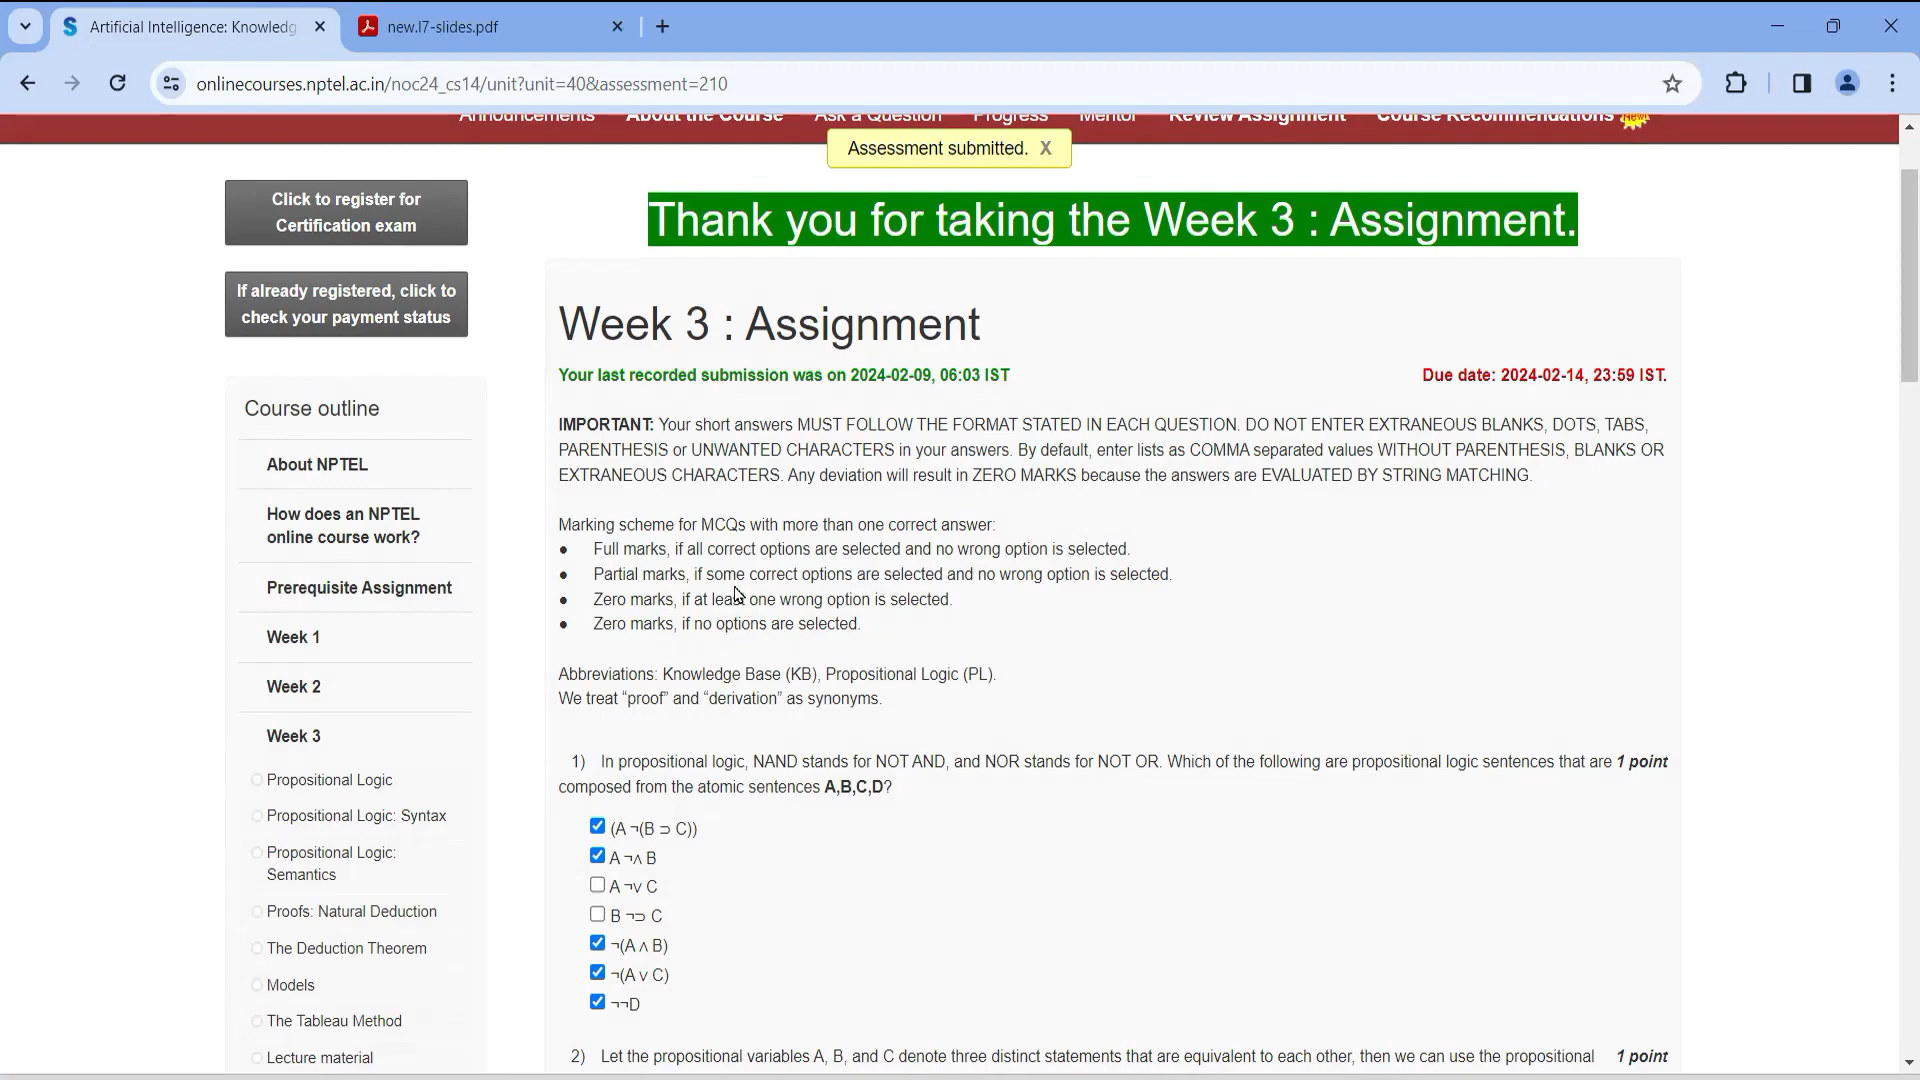 Artificial Intelligence: Knowledg
new.l7-slides.pdf
onlinecourses.nptel.ac.in/noc24_cs14/unit?unit=40&assessment=210
Announcements About the Course Ask a Question Progress Mentor Review Assignment Course Recommendations New!
Assessment submitted. X
Click to register for
Certification exam
If already registered, click to
check your payment status
Course outline
About NPTEL
How does an NPTEL
online course work?
Prerequisite Assignment
Week 1
Week 2
Week 3
Propositional Logic
Propositional Logic: Syntax
Propositional Logic:
Semantics
Proofs: Natural Deduction
The Deduction Theorem
Models
The Tableau Method
Lecture material
Thank you for taking the Week 3 : Assignment.
Week 3 : Assignment
Your last recorded submission was on 2024-02-09, 06:03 IST Due date: 2024-02-14, 23:59 IST.
IMPORTANT: Your short answers MUST FOLLOW THE FORMAT STATED IN EACH QUESTION. DO NOT ENTER EXTRANEOUS BLANKS, DOTS, TABS,
PARENTHESIS or UNWANTED CHARACTERS in your answers. By default, enter lists as COMMA separated values WITHOUT PARENTHESIS, BLANKS OR
EXTRANEOUS CHARACTERS. Any deviation will result in ZERO MARKS because the answers are EVALUATED BY STRING MATCHING.
Marking scheme for MCQs with more than one correct answer:
● Full marks, if all correct options are selected and no wrong option is selected.
● Partial marks, if some correct options are selected and no wrong option is selected.
● Zero marks, if at least one wrong option is selected.
● Zero marks, if no options are selected.
Abbreviations: Knowledge Base (KB), Propositional Logic (PL).
We treat “proof” and “derivation” as synonyms.
1) In propositional logic, NAND stands for NOT AND, and NOR stands for NOT OR. Which of the following are propositional logic sentences that are 1 point
composed from the atomic sentences A,B,C,D?
(A ¬(B ⊃ C))
A ¬∧ B
A ¬∨ C
B ¬⊃ C
¬(A ∧ B)
¬(A ∨ C)
¬¬D
2) Let the propositional variables A, B, and C denote three distinct statements that are equivalent to each other, then we can use the propositional 1 point